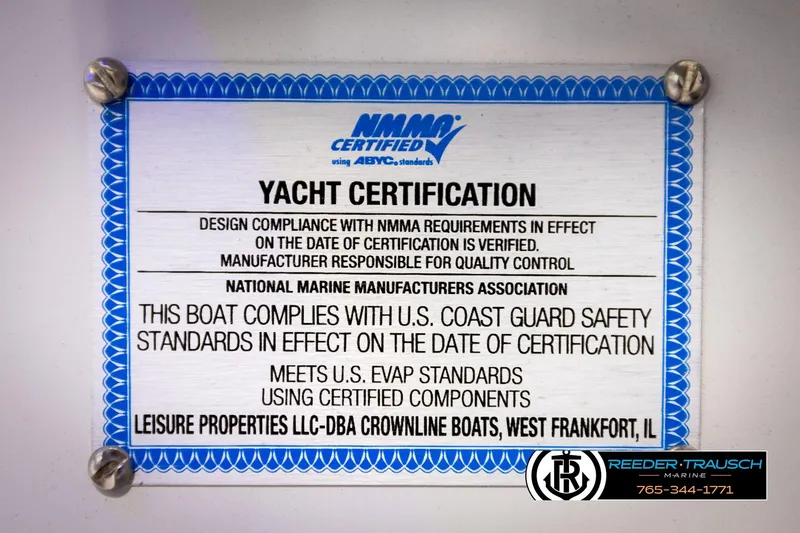 NMMA
CERTIFIED
using ABYC® standards
YACHT CERTIFICATION
DESIGN COMPLIANCE WITH NMMA REQUIREMENTS IN EFFECT
ON THE DATE OF CERTIFICATION IS VERIFIED.
MANUFACTURER RESPONSIBLE FOR QUALITY CONTROL
NATIONAL MARINE MANUFACTURERS ASSOCIATION
THIS BOAT COMPLIES WITH U.S. COAST GUARD SAFETY
STANDARDS IN EFFECT ON THE DATE OF CERTIFICATION
MEETS U.S. EVAP STANDARDS
USING CERTIFIED COMPONENTS
LEISURE PROPERTIES LLC-DBA CROWNLINE BOATS, WEST FRANKFORT, IL
REEDER·TRAUSCH
MARINE
765-344-1771